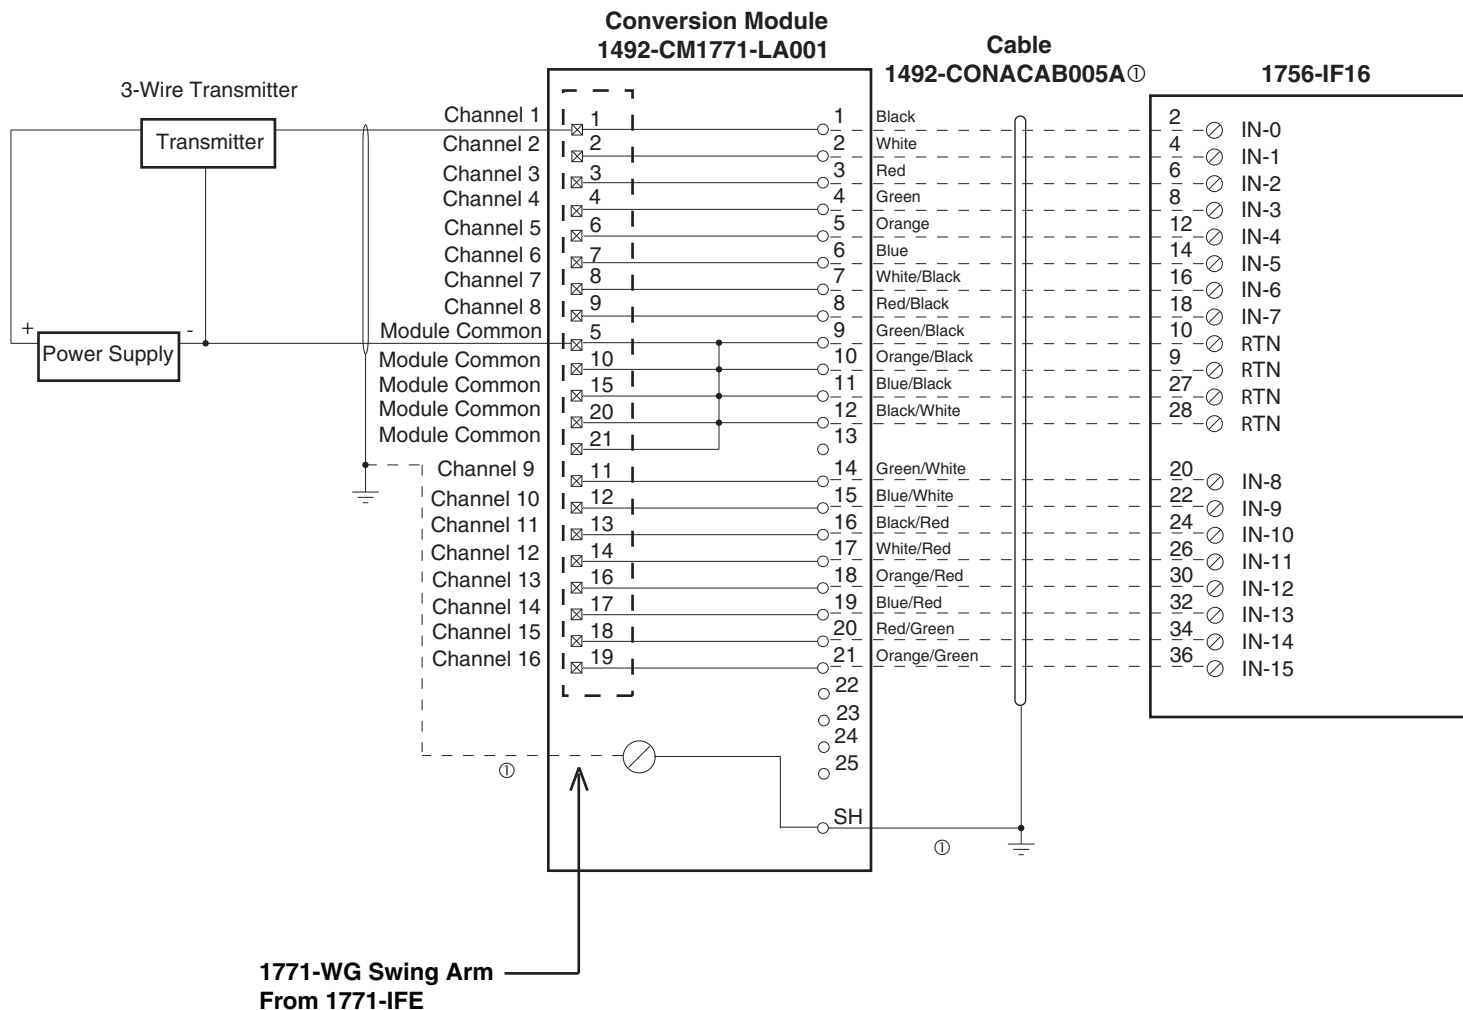 Conversion Module
1492-CM1771-LA001
Cable
1492-CONACAB005A①
1756-IF16
3-Wire Transmitter
Transmitter
+
-
Power Supply
Channel 1 1 1 Black 2 IN-0
Channel 2 2 2 White 4 IN-1
Channel 3 3 3 Red 6 IN-2
Channel 4 4 4 Green 8 IN-3
Channel 5 6 5 Orange 12 IN-4
Channel 6 7 6 Blue 14 IN-5
Channel 7 8 7 White/Black 16 IN-6
Channel 8 9 8 Red/Black 18 IN-7
Module Common 5 9 Green/Black 10 RTN
Module Common 10 10 Orange/Black 9 RTN
Module Common 15 11 Blue/Black 27 RTN
Module Common 20 12 Black/White 28 RTN
Module Common 21 13
Channel 9 11 14 Green/White 20 IN-8
Channel 10 12 15 Blue/White 22 IN-9
Channel 11 13 16 Black/Red 24 IN-10
Channel 12 14 17 White/Red 26 IN-11
Channel 13 16 18 Orange/Red 30 IN-12
Channel 14 17 19 Blue/Red 32 IN-13
Channel 15 18 20 Red/Green 34 IN-14
Channel 16 19 21 Orange/Green 36 IN-15
22
23
24
25
①
SH
①
1771-WG Swing Arm
From 1771-IFE